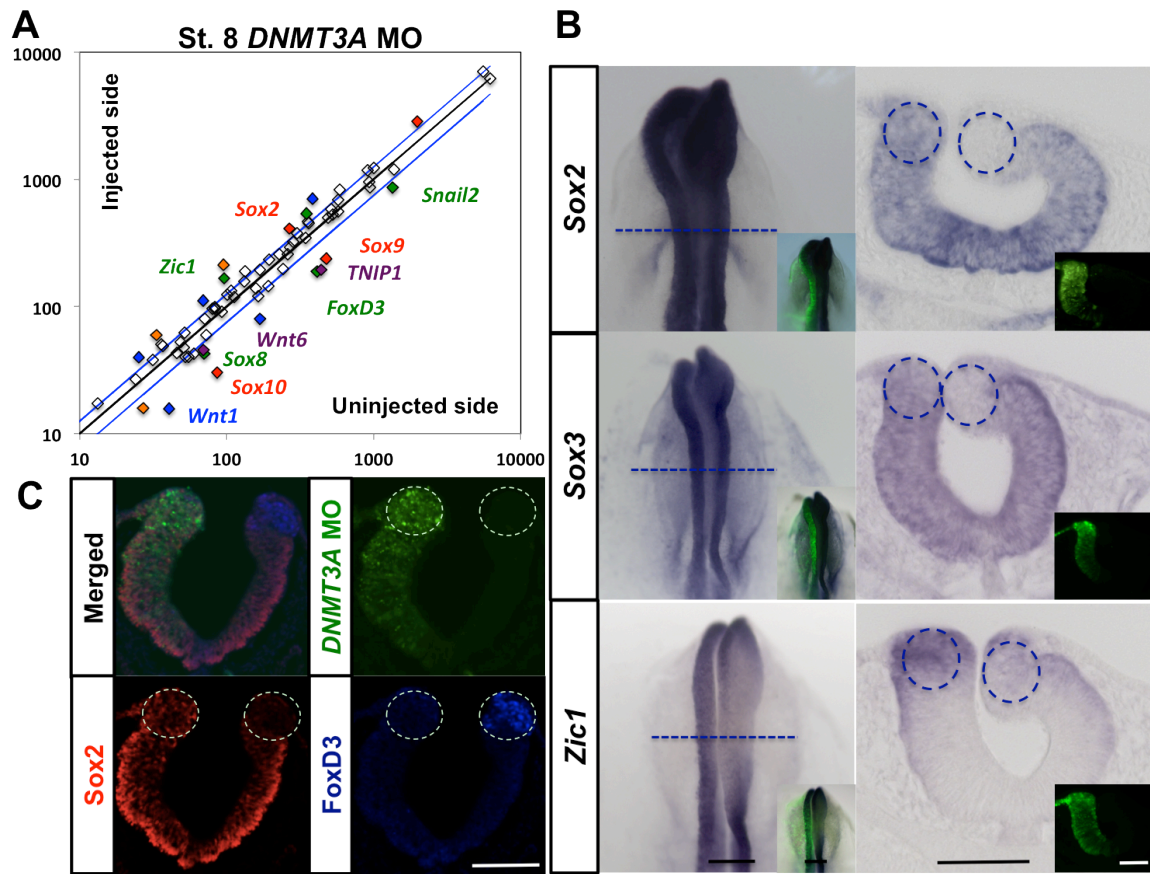 A
St. 8 DNMT3A MO
10000
1000
100
10
Injected side
Sox2
Snail2
Sox9
Zic1
TNIP1
FoxD3
Wnt6
Sox8
Sox10
Uninjected side
Wnt1
10 100 1000 10000
B
Sox2
Sox3
Zic1
C
Merged
DNMT3A MO
Sox2
FoxD3